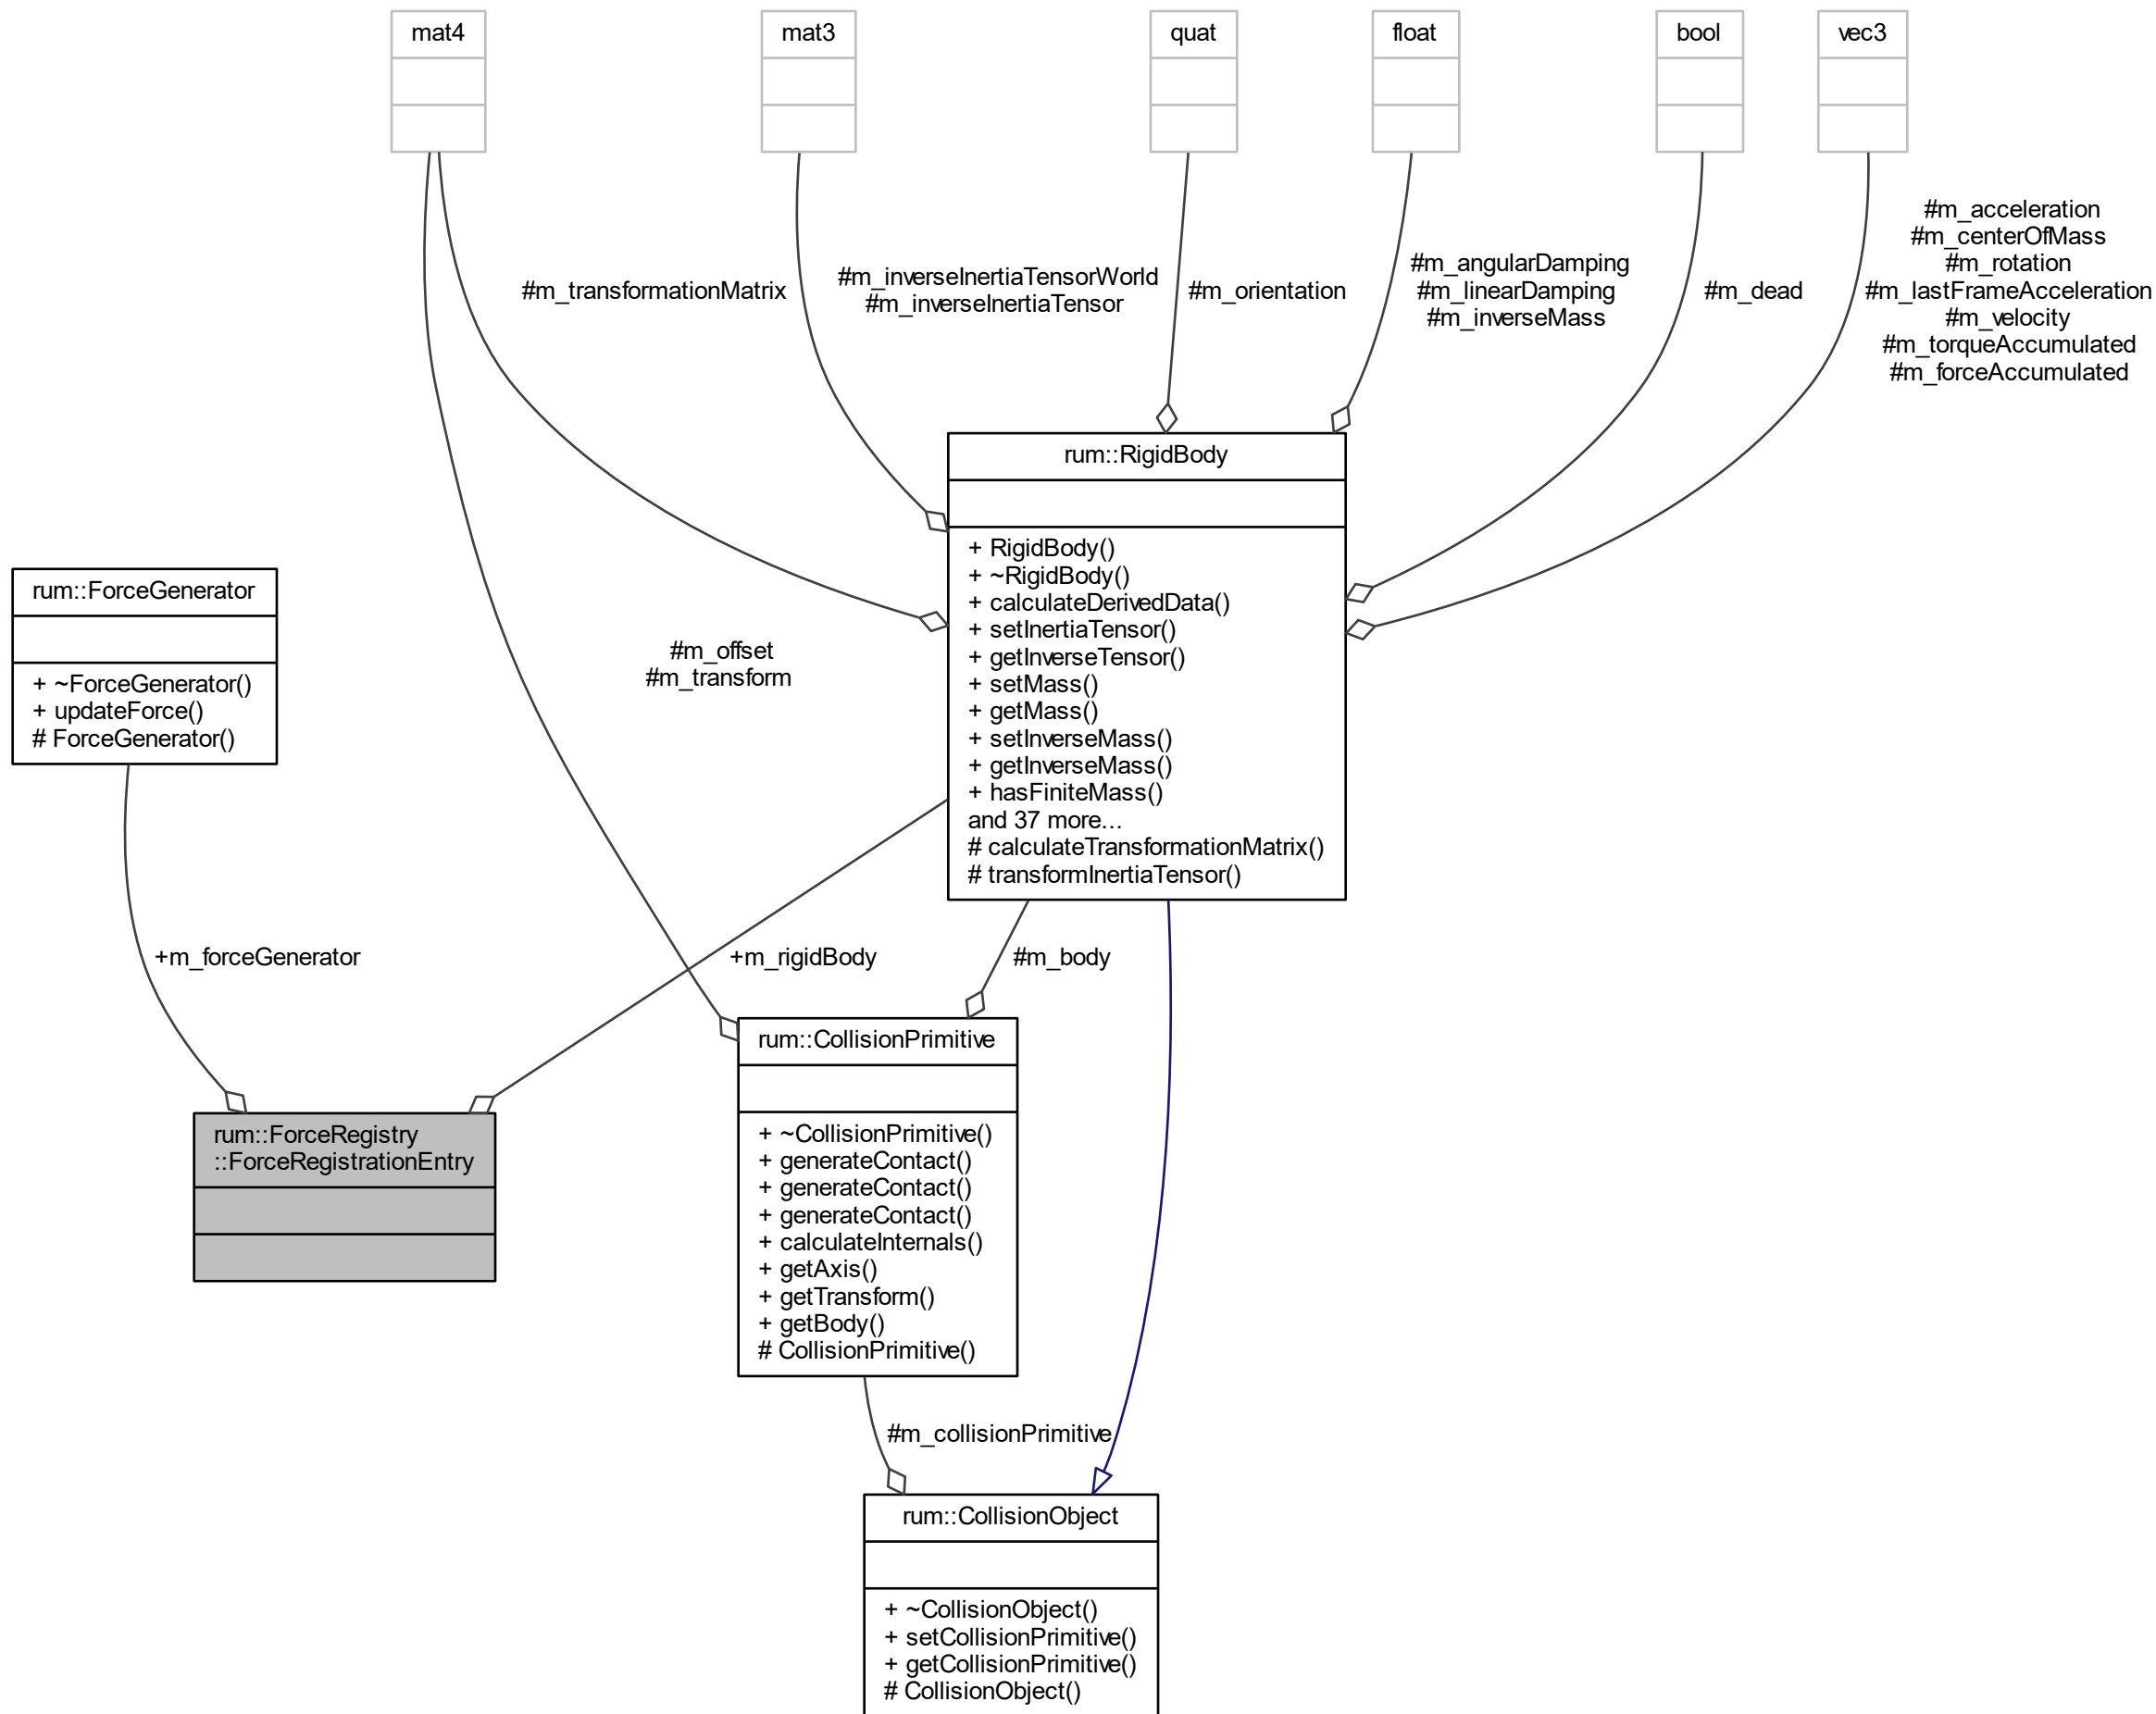 mat4
mat3
quat
float
bool
vec3
#m_acceleration
#m_centerOfMass
#m_rotation
#m_lastFrameAcceleration
#m_velocity
#m_torqueAccumulated
#m_forceAccumulated
#m_transformationMatrix
#m_inverseInertiaTensorWorld
#m_inverseInertiaTensor
#m_orientation
#m_angularDamping
#m_linearDamping
#m_inverseMass
#m_dead
rum::RigidBody
+ RigidBody()
+ ~RigidBody()
+ calculateDerivedData()
+ setInertiaTensor()
+ getInverseTensor()
+ setMass()
+ getMass()
+ setInverseMass()
+ getInverseMass()
+ hasFiniteMass()
and 37 more...
# calculateTransformationMatrix()
# transformInertiaTensor()
rum::ForceGenerator
+ ~ForceGenerator()
+ updateForce()
# ForceGenerator()
#m_offset
#m_transform
+m_forceGenerator
+m_rigidBody
#m_body
rum::CollisionPrimitive
+ ~CollisionPrimitive()
+ generateContact()
+ generateContact()
+ generateContact()
+ calculateInternals()
+ getAxis()
+ getTransform()
+ getBody()
# CollisionPrimitive()
rum::ForceRegistry
::ForceRegistrationEntry
#m_collisionPrimitive
rum::CollisionObject
+ ~CollisionObject()
+ setCollisionPrimitive()
+ getCollisionPrimitive()
# CollisionObject()